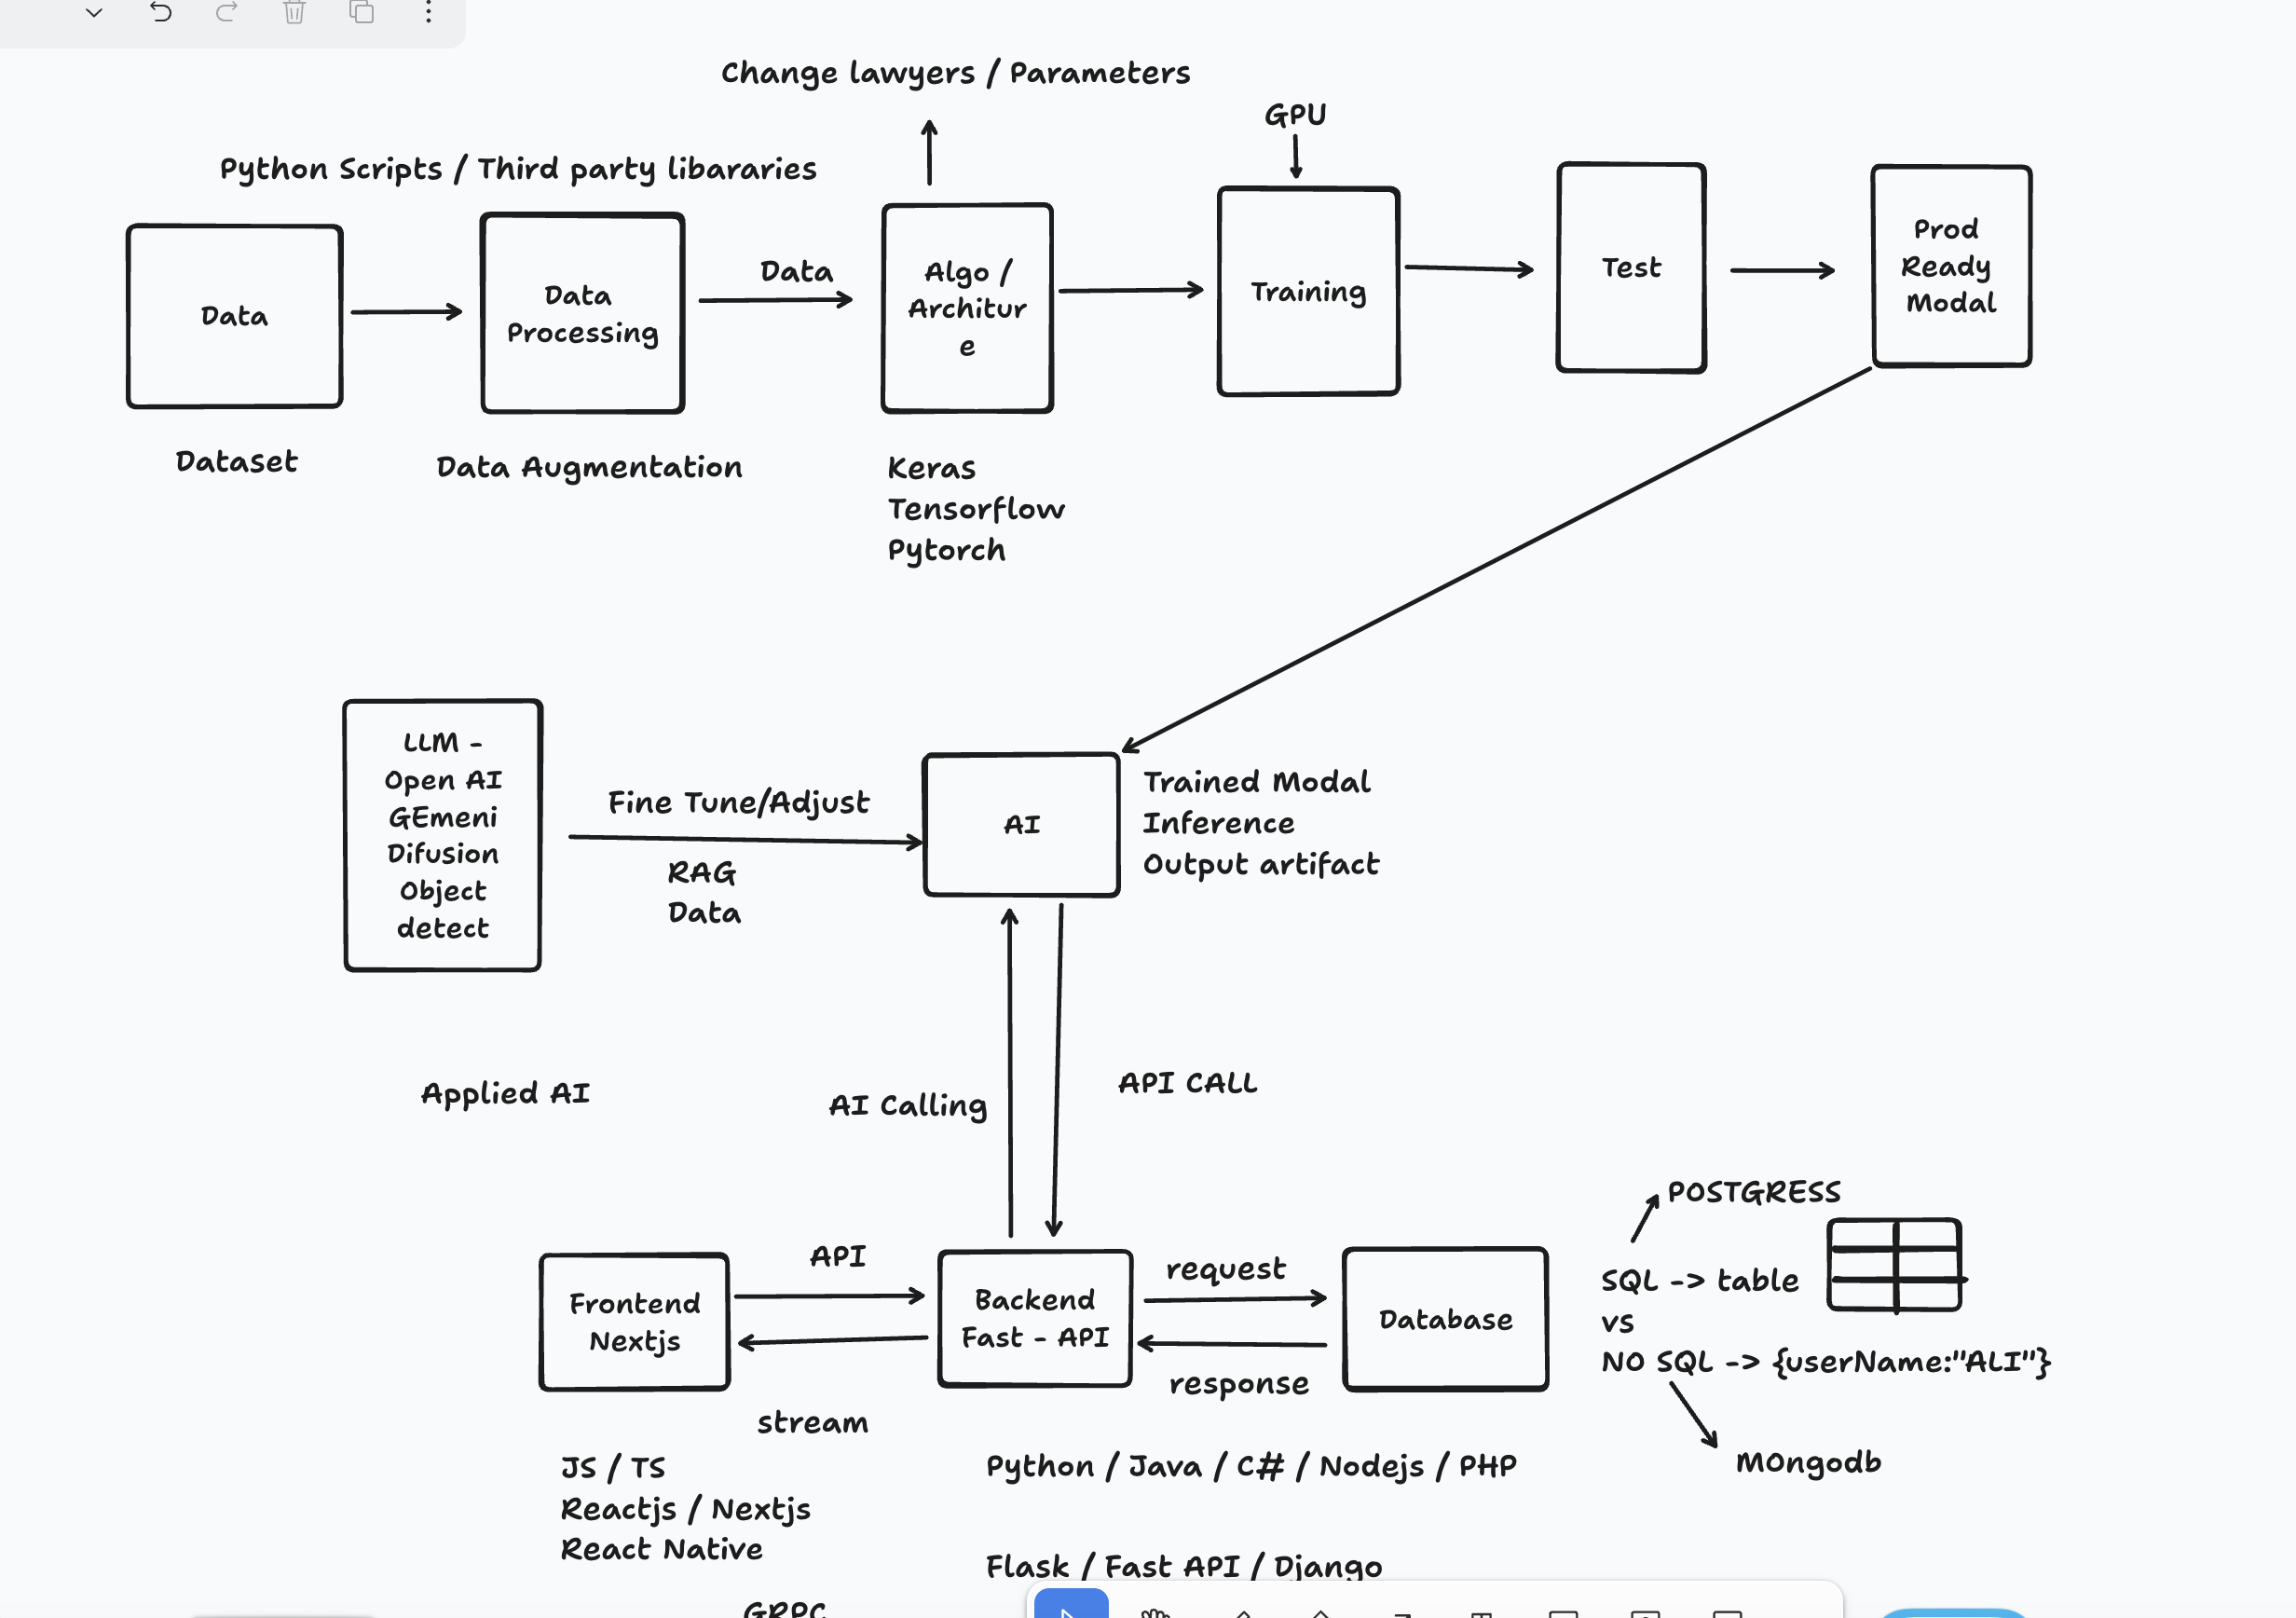 Change lawyers / Parameters
GPU
Python Scripts / Third party libararies
Data
Data
Processing
Data
Algo /
Architur
e
Training
Test
Prod
Ready
Modal
Dataset
Data Augmentation
Keras
Tensorflow
Pytorch
LLM -
Open AI
GEmeni
Difusion
Object
detect
Fine Tune/Adjust
RAG
Data
AI
Trained Modal
Inference
Output artifact
Applied AI
AI Calling
API CALL
Frontend
Nextjs
API
stream
Backend
Fast - API
request
response
Database
POSTGRESS
SQL -> table
vs
NO SQL -> {userName:"ALI"}
MOngodb
JS / TS
Reactjs / Nextjs
React Native
Python / Java / C# / Nodejs / PHP
Flask / Fast API / Django
GRPC